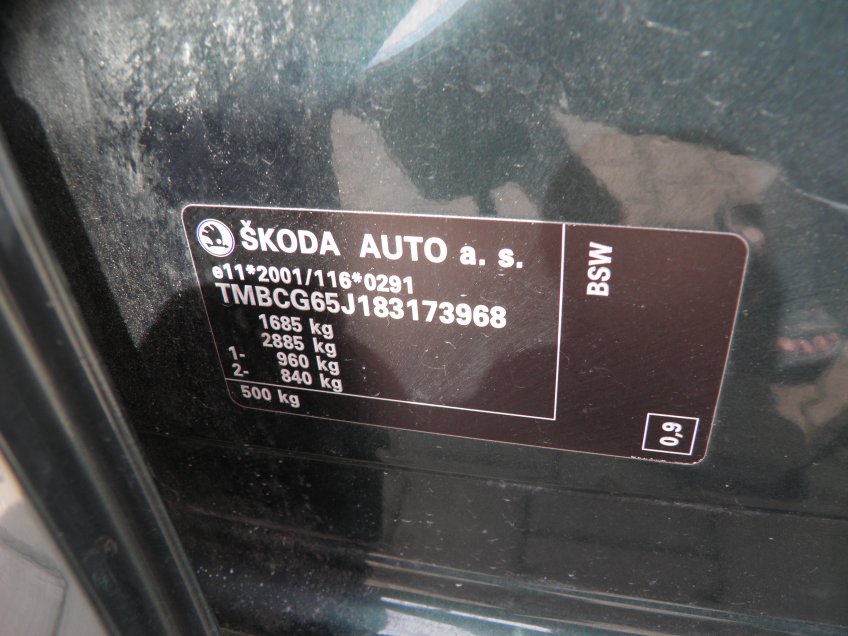 ŠKODA AUTO a. s.
e11*2001/116*0291
TMBCG65J183173968
1685 kg
2885 kg
1- 960 kg
2- 840 kg
500 kg
BSW
0,9